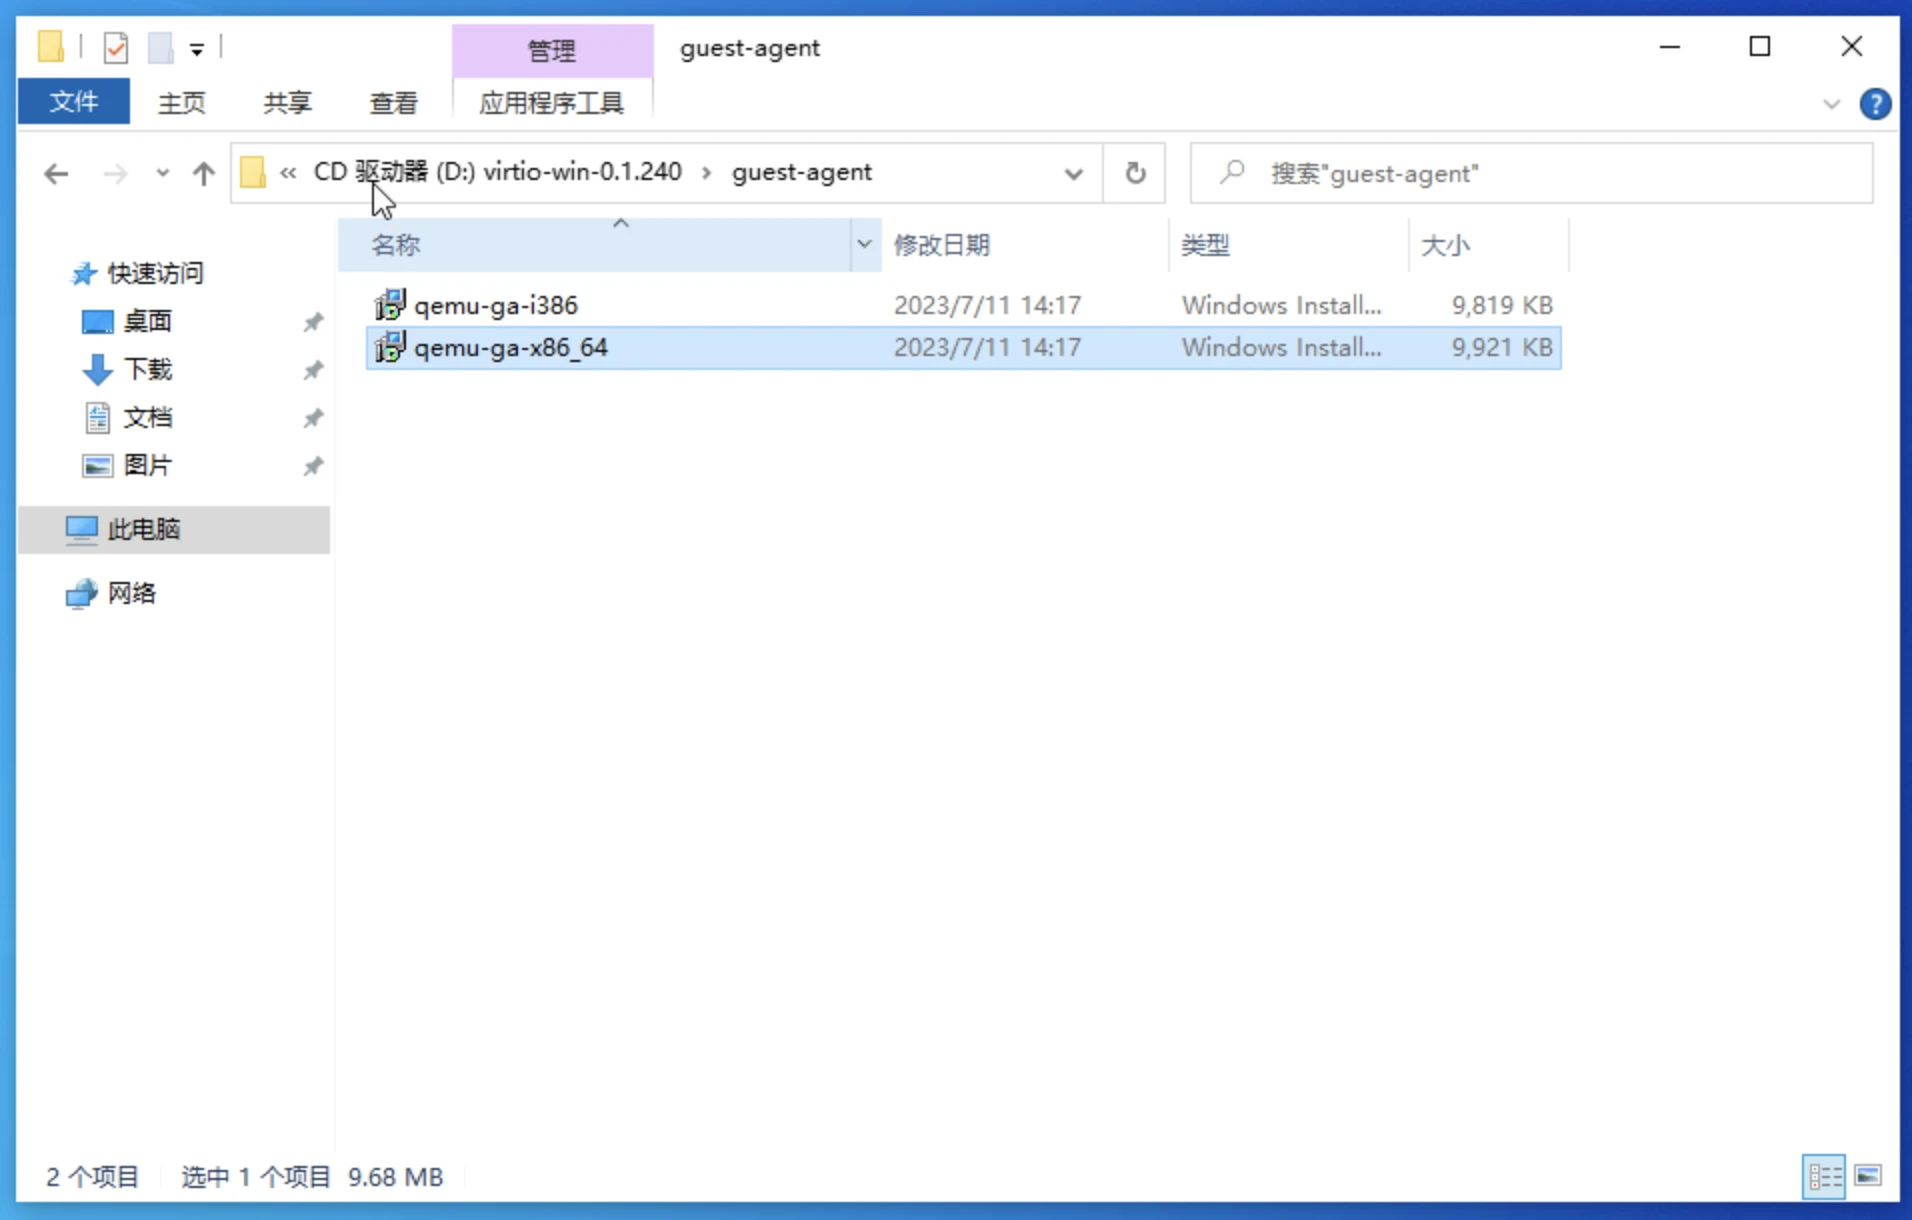 管理
guest-agent
文件
主页
共享
查看
应用程序工具
?
« CD 驱动器 (D:) virtio-win-0.1.240 › guest-agent
搜索"guest-agent"
名称
修改日期
类型
大小
快速访问
桌面
下载
文档
图片
此电脑
网络
qemu-ga-i386 2023/7/11 14:17 Windows Install... 9,819 KB
qemu-ga-x86_64 2023/7/11 14:17 Windows Install... 9,921 KB
2 个项目 选中 1 个项目 9.68 MB